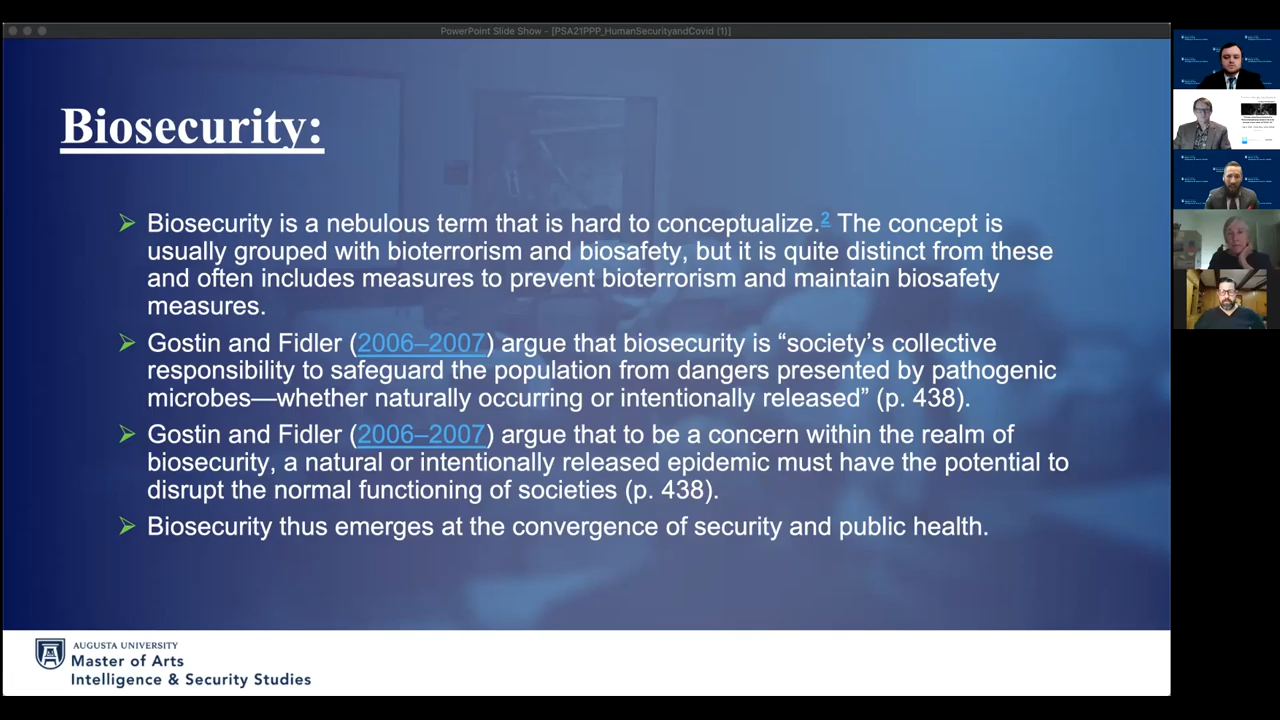 PowerPoint Slide Show - [PSA21PPP_HumanSecurityandCovid (1)]
Biosecurity:
➢ Biosecurity is a nebulous term that is hard to conceptualize.2 The concept is
usually grouped with bioterrorism and biosafety, but it is quite distinct from these
and often includes measures to prevent bioterrorism and maintain biosafety
measures.
➢ Gostin and Fidler (2006–2007) argue that biosecurity is “society’s collective
responsibility to safeguard the population from dangers presented by pathogenic
microbes—whether naturally occurring or intentionally released” (p. 438).
➢ Gostin and Fidler (2006–2007) argue that to be a concern within the realm of
biosecurity, a natural or intentionally released epidemic must have the potential to
disrupt the normal functioning of societies (p. 438).
➢ Biosecurity thus emerges at the convergence of security and public health.
AUGUSTA UNIVERSITY
Master of Arts
Intelligence & Security Studies